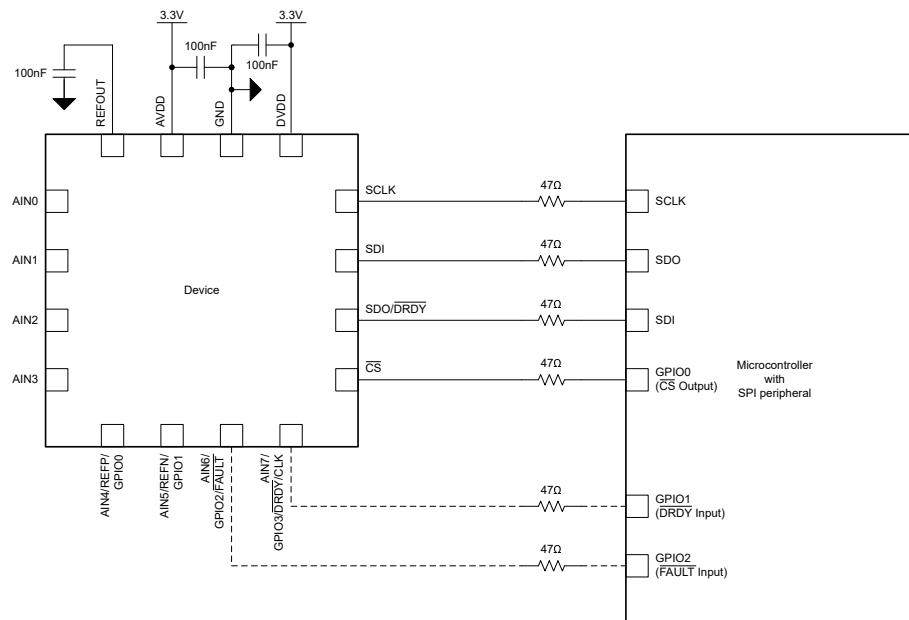 3.3V
3.3V
100nF
100nF
100nF
REFOUT
AVDD
GND
DVDD
AIN0
AIN1
AIN2
AIN3
Device
SCLK
SDI
SDO/DRDY
CS
47Ω
47Ω
47Ω
47Ω
SCLK
SDO
SDI
GPIO0
(CS Output)
Microcontroller
with
SPI peripheral
AIN4/REFP/
GPIO0
AIN5/REFN/
GPIO1
AIN6/
GPIO2/FAULT
AIN7/
GPIO3/DRDY/CLK
47Ω
GPIO1
(DRDY Input)
47Ω
GPIO2
(FAULT Input)